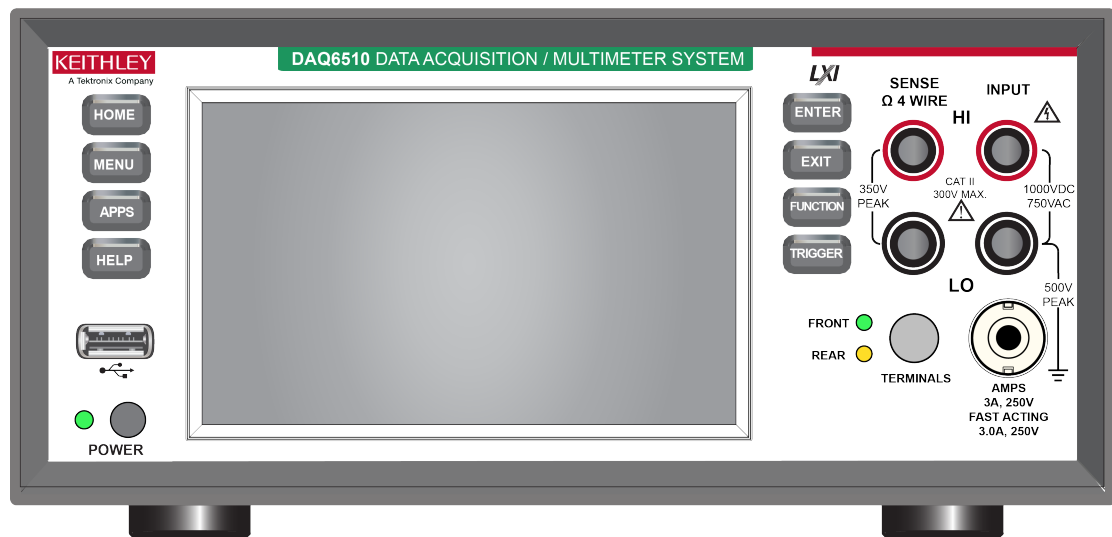 KEITHLEY
A Tektronix Company
DAQ6510 DATA ACQUISITION / MULTIMETER SYSTEM
LXI
HOME
MENU
APPS
HELP
POWER
ENTER
EXIT
FUNCTION
TRIGGER
SENSE
Ω 4 WIRE
INPUT
HI
350V
PEAK
CAT II
300V MAX.
1000VDC
750VAC
LO
500V
PEAK
FRONT
REAR
TERMINALS
AMPS
3A, 250V
FAST ACTING
3.0A, 250V